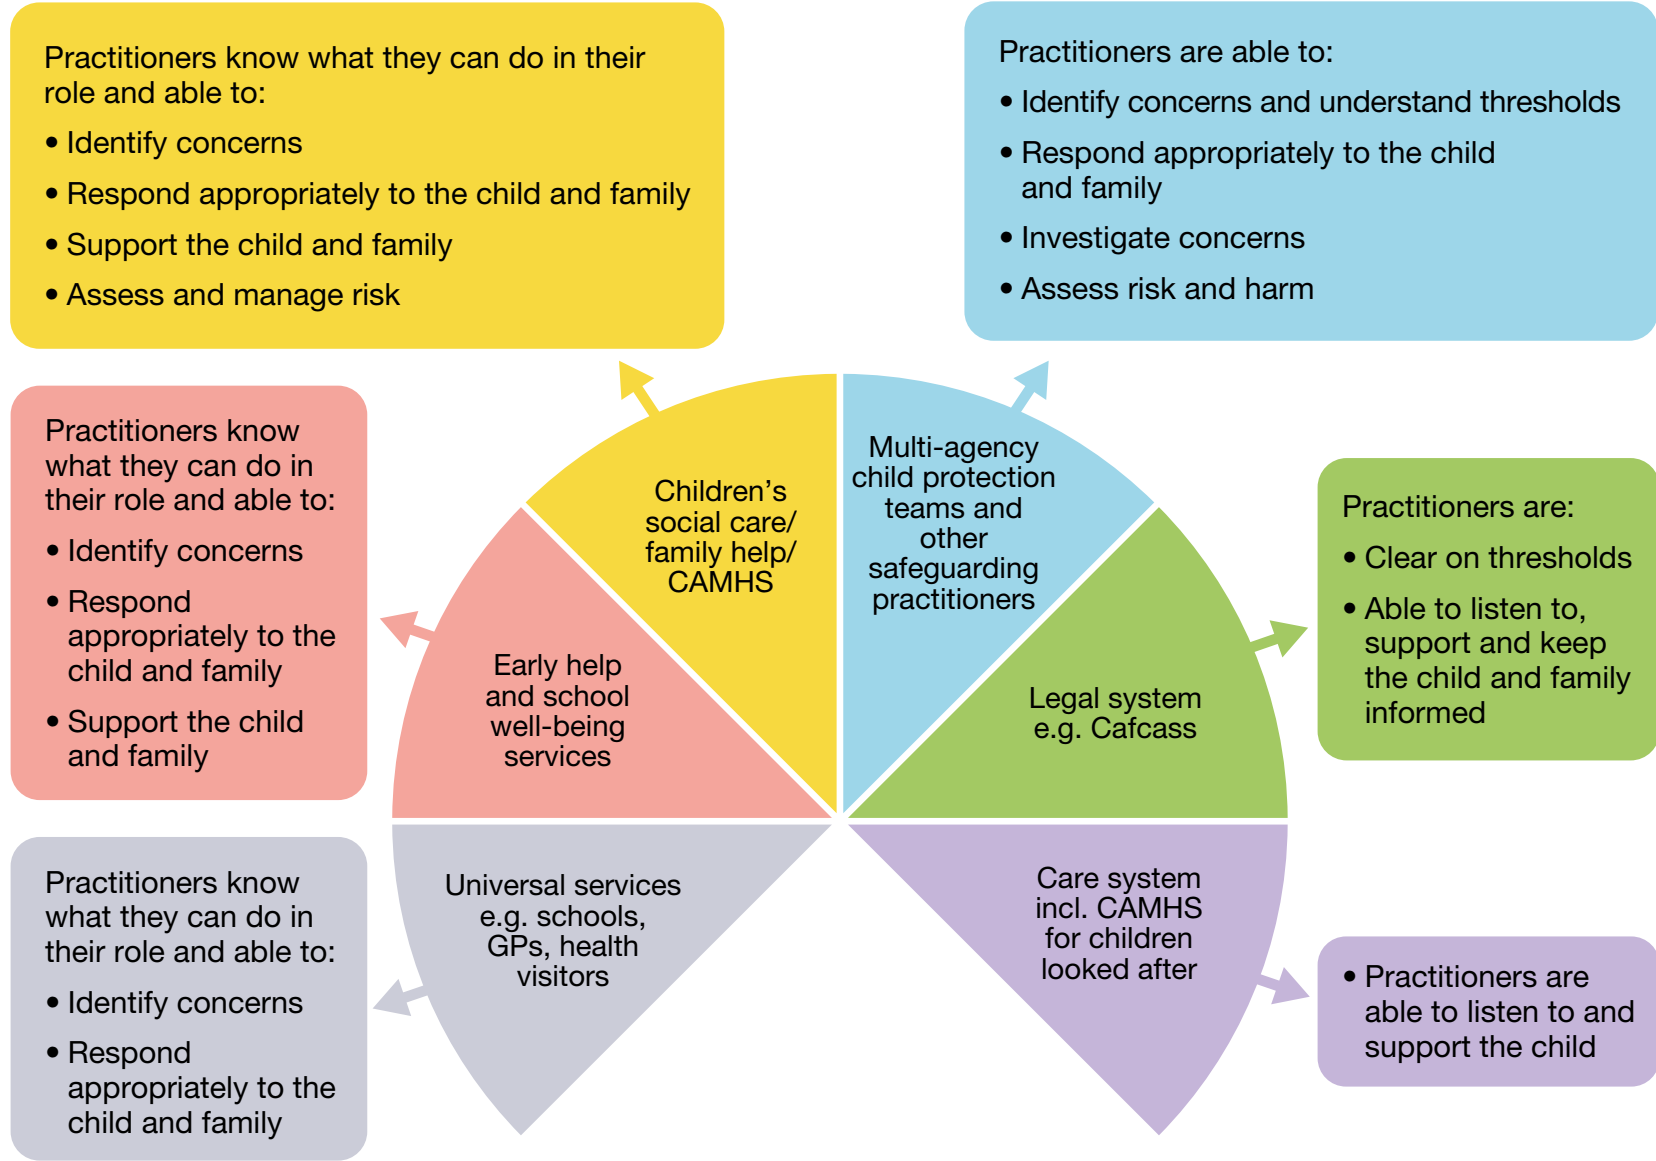 Practitioners know what they can do in their
role and able to:
• Identify concerns
• Respond appropriately to the child and family
• Support the child and family
• Assess and manage risk
Practitioners are able to:
• Identify concerns and understand thresholds
• Respond appropriately to the child
and family
• Investigate concerns
• Assess risk and harm
Practitioners know
what they can do in
their role and able to:
• Identify concerns
• Respond
appropriately to the
child and family
• Support the child
and family
Children’s
social care/
family help/
CAMHS
Multi-agency
child protection
teams and
other
safeguarding
practitioners
Practitioners are:
• Clear on thresholds
• Able to listen to,
support and keep
the child and family
informed
Early help
and school
well-being
services
Legal system
e.g. Cafcass
Practitioners know
what they can do in
their role and able to:
• Identify concerns
• Respond
appropriately to the
child and family
Universal services
e.g. schools,
GPs, health
visitors
Care system
incl. CAMHS
for children
looked after
• Practitioners are
able to listen to and
support the child